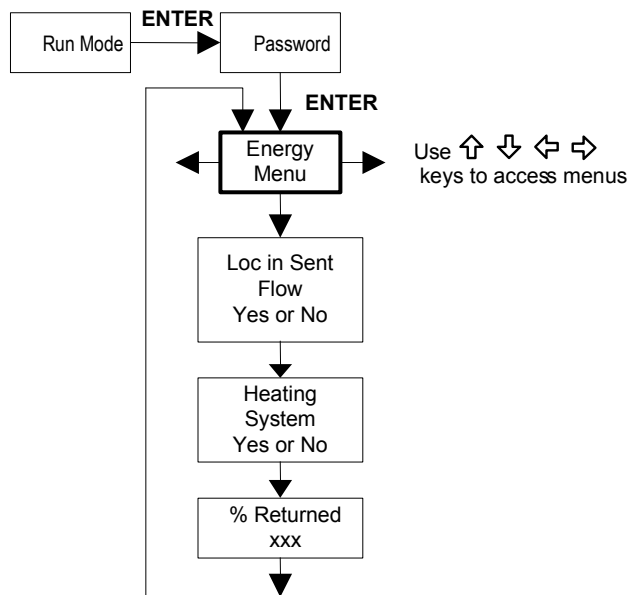 ENTER
Run Mode
Password
ENTER
Energy
Menu
Use
keys to access menus
Loc in Sent
Flow
Yes or No
Heating
System
Yes or No
% Returned
xxx